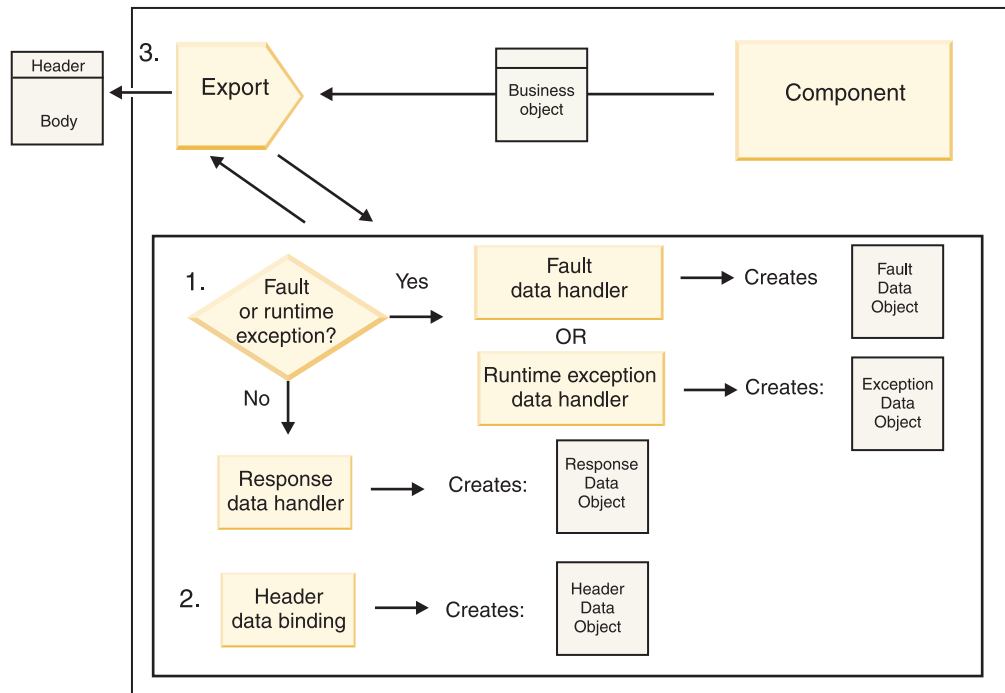 3.
Header
Body
Export
Business
object
Component
1.
Fault
or runtime
exception?
Yes
Fault
data handler
Creates
Fault
Data
Object
OR
Runtime exception
data handler
Creates:
Exception
Data
Object
No
Response
data handler
Creates:
Response
Data
Object
2.
Header
data binding
Creates:
Header
Data
Object